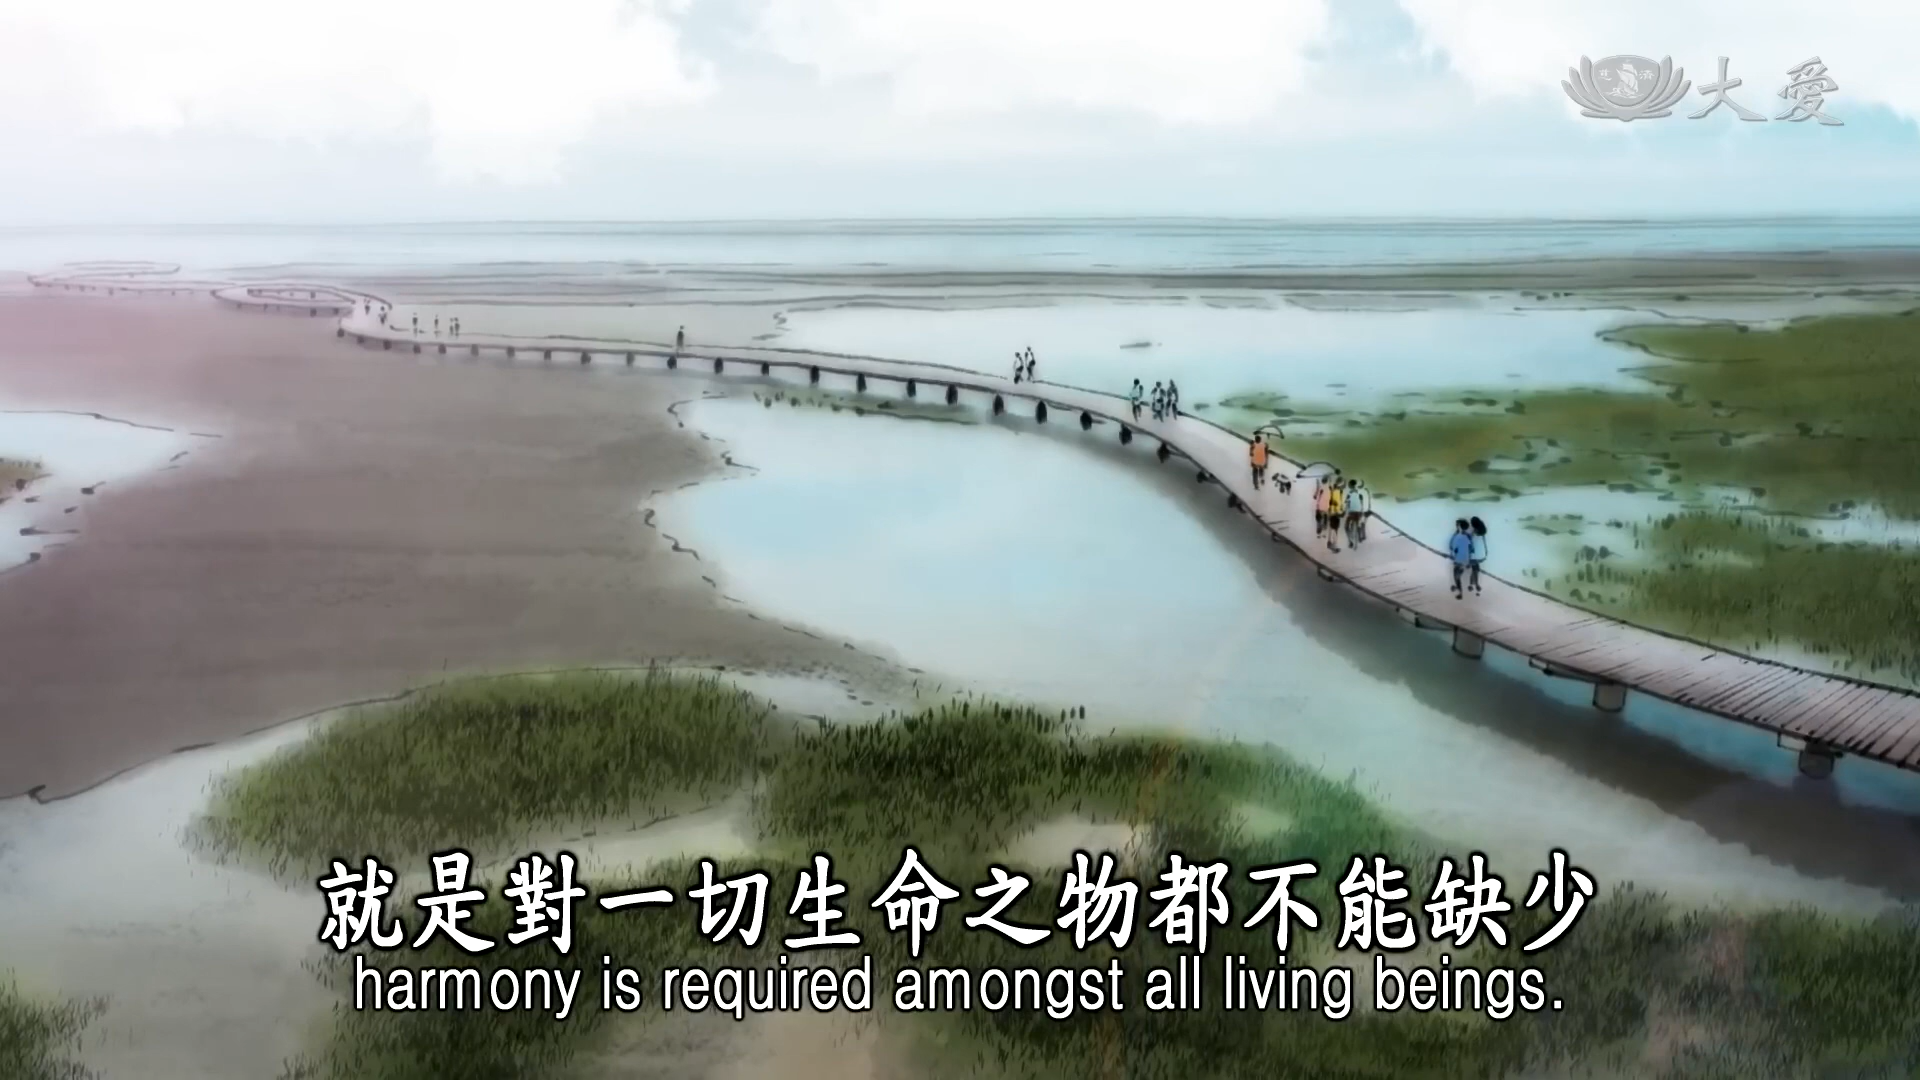 大愛
就是對一切生命之物都不能缺少
harmony is required amongst all living beings.